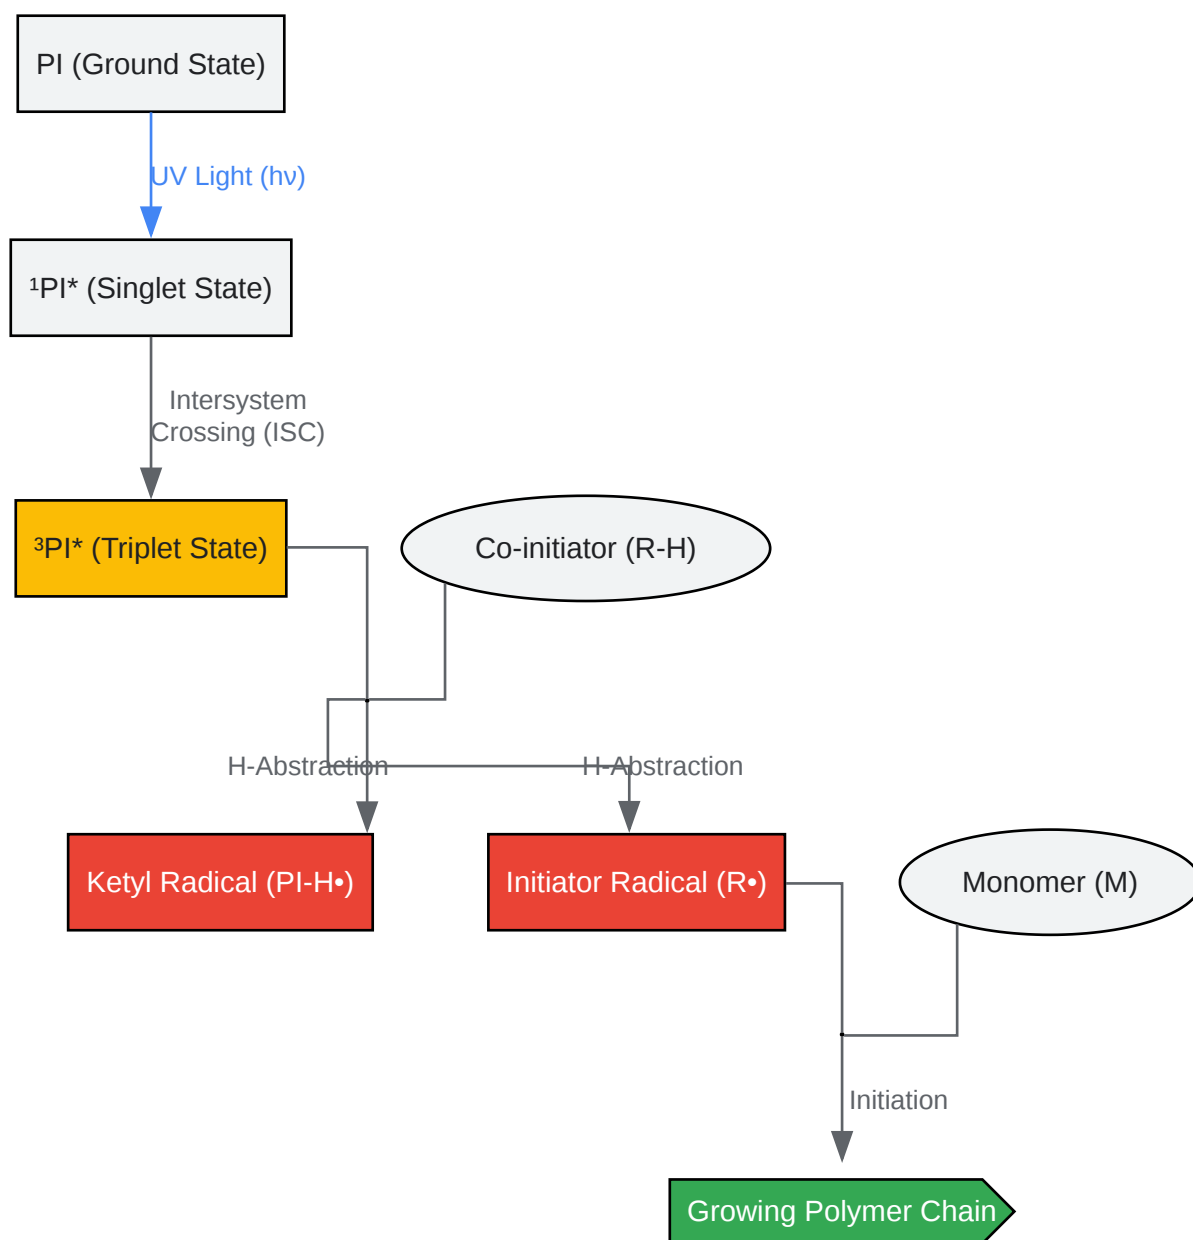 PI (Ground State)
UV Light (hν)
¹PI* (Singlet State)
Intersystem
Crossing (ISC)
³PI* (Triplet State)
Co-initiator (R-H)
H-Abstraction
H-Abstraction
Ketyl Radical (PI-H•)
Initiator Radical (R•)
Monomer (M)
Initiation
Growing Polymer Chain